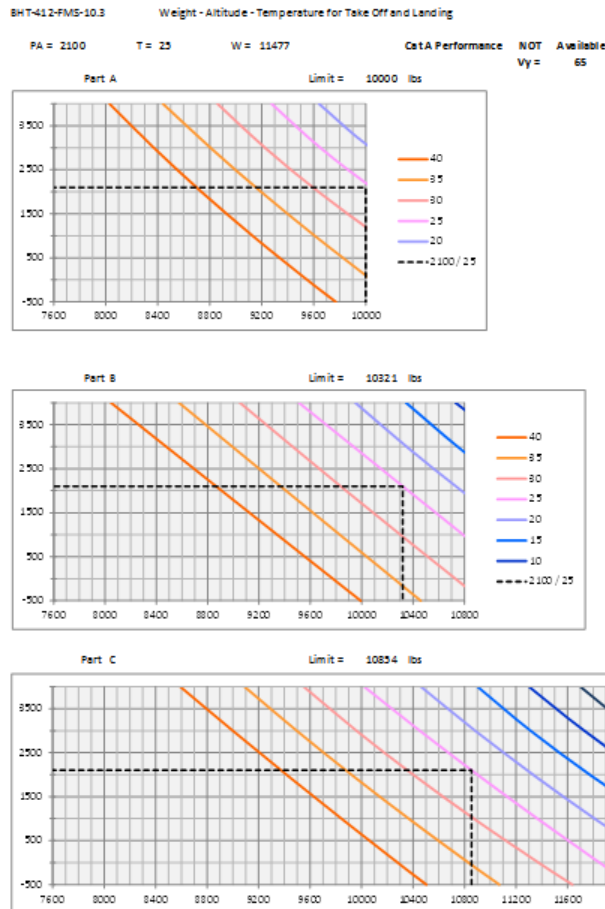 BHT-412-FMS-10.3 Weight - Altitude - Temperature for Take Off and Landing
PA = 2100 T = 25 W = 11477 Cat A Performance NOT Available
Vy = 65
Part A Limit = 10000 lbs
3500
2500
1500
500
-500
7600 8000 8400 8800 9200 9600 10000
40
35
30
25
20
2100 / 25
Part B Limit = 10321 lbs
3500
2500
1500
500
-500
7600 8000 8400 8800 9200 9600 10000 10400 10800
40
35
30
25
20
15
10
2100 / 25
Part C Limit = 10854 lbs
3500
2500
1500
500
-500
7600 8000 8400 8800 9200 9600 10000 10400 10800 11200 11600